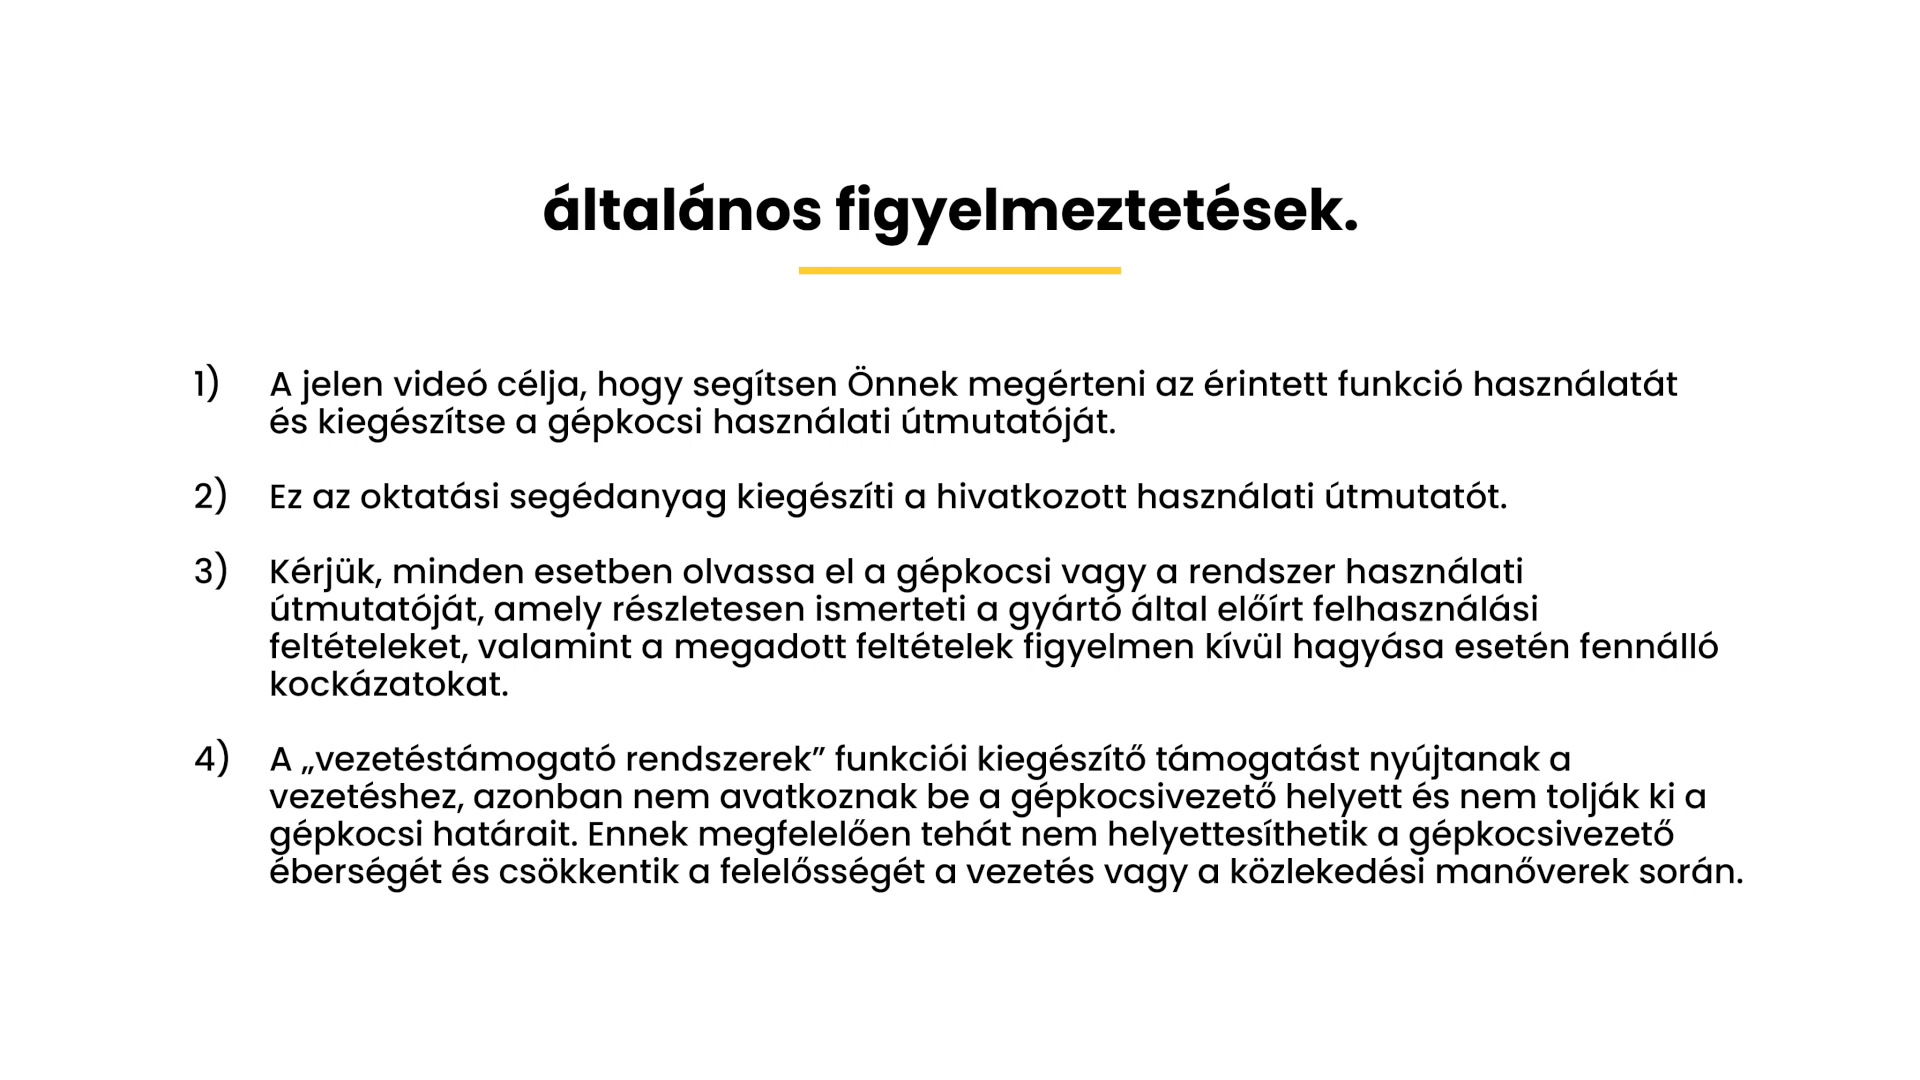 általános figyelmeztetések.
1) A jelen videó célja, hogy segítsen Önnek megérteni az érintett funkció használatát
és kiegészítse a gépkocsi használati útmutatóját.
2) Ez az oktatási segédanyag kiegészíti a hivatkozott használati útmutatót.
3) Kérjük, minden esetben olvassa el a gépkocsi vagy a rendszer használati
útmutatóját, amely részletesen ismerteti a gyártó által előírt felhasználási
feltételeket, valamint a megadott feltételek figyelmen kívül hagyása esetén fennálló
kockázatokat.
4) A „vezetéstámogató rendszerek” funkciói kiegészítő támogatást nyújtanak a
vezetéshez, azonban nem avatkoznak be a gépkocsivezető helyett és nem tolják ki a
gépkocsi határait. Ennek megfelelően tehát nem helyettesíthetik a gépkocsivezető
éberségét és csökkentik a felelősségét a vezetés vagy a közlekedési manőverek során.